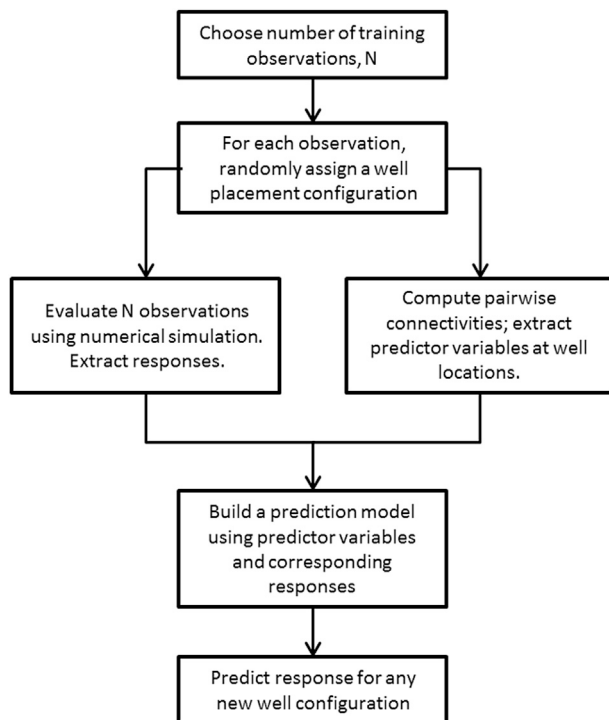 Choose number of training
observations, N
For each observation,
randomly assign a well
placement configuration
Evaluate N observations
using numerical simulation.
Extract responses.
Compute pairwise
connectivities; extract
predictor variables at well
locations.
Build a prediction model
using predictor variables
and corresponding
responses
Predict response for any
new well configuration